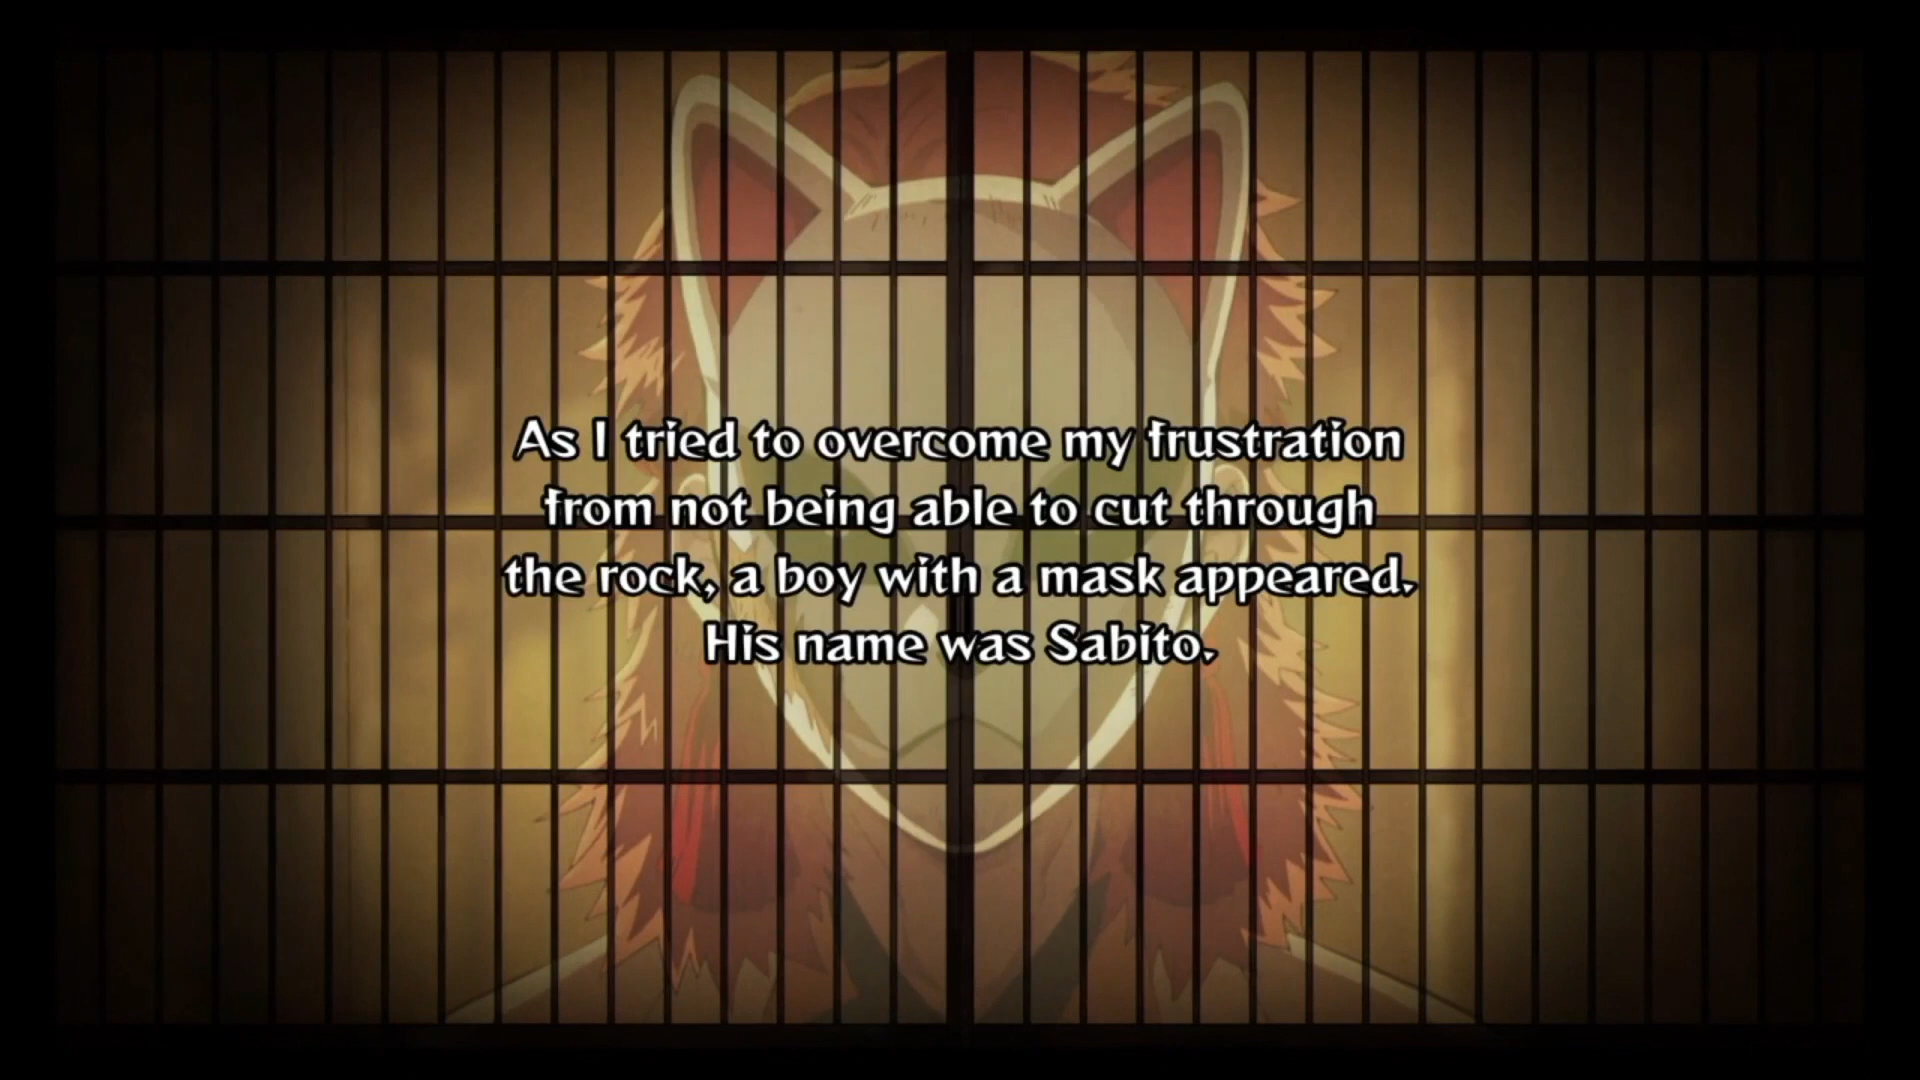 As I tried to overcome my frustration
from not being able to cut through
the rock, a boy with a mask appeared.
His name was Sabito.